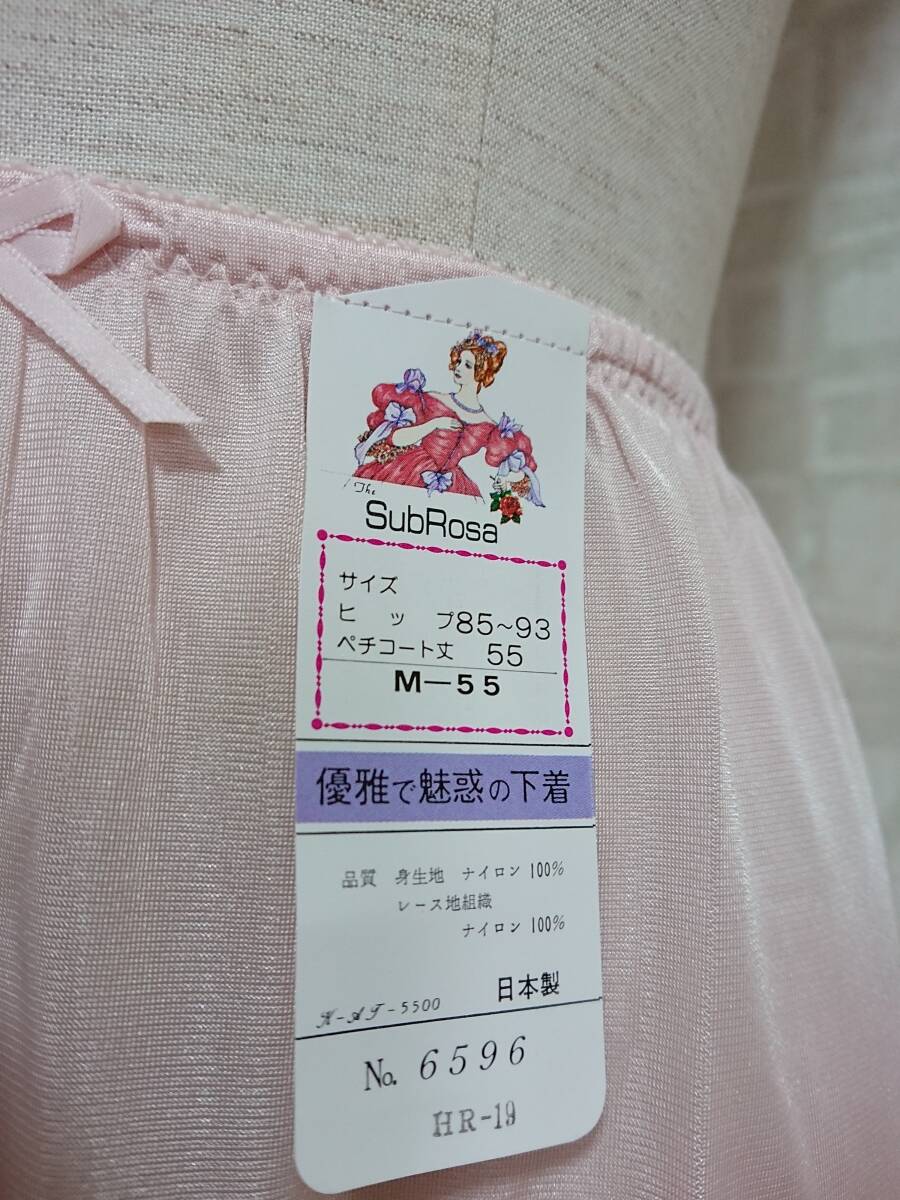 The
SubRosa
サイズ
ヒップ85~93
ペチコート丈 55
M-55
優雅で魅惑の下着
品質 身生地 ナイロン 100%
レース地組織
ナイロン 100%
日本製
K-AT-5500
No. 6596
HR-19